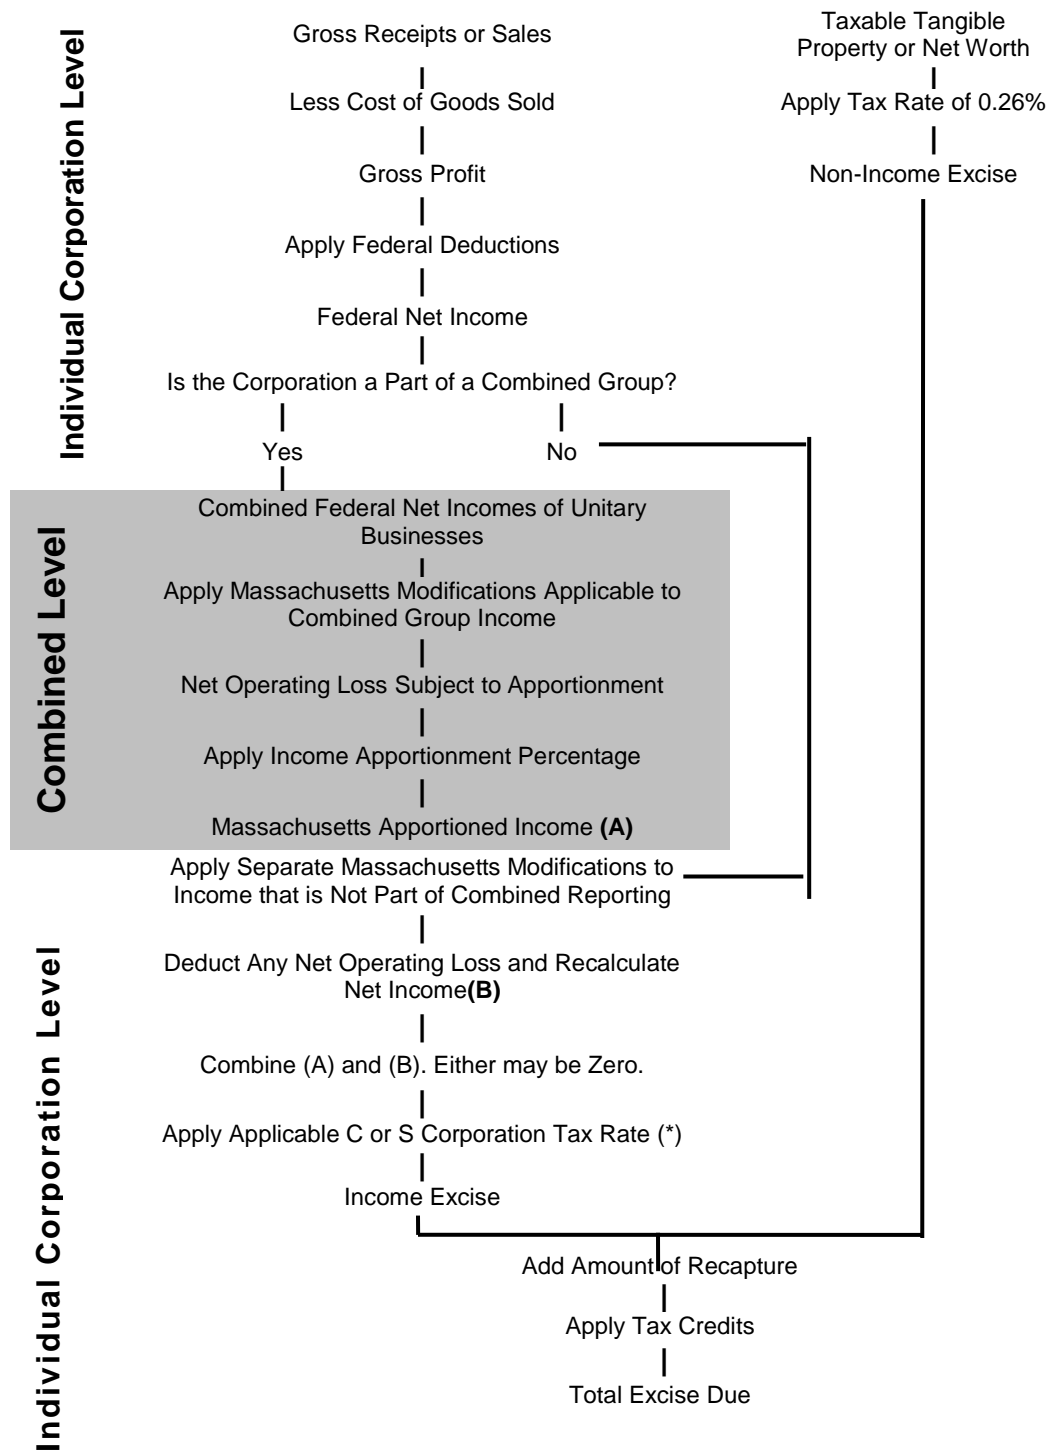 Individual Corporation Level
Gross Receipts or Sales
Less Cost of Goods Sold
Gross Profit
Apply Federal Deductions
Federal Net Income
Is the Corporation a Part of a Combined Group?
Yes
No
Taxable Tangible
Property or Net Worth
Apply Tax Rate of 0.26%
Non-Income Excise
Combined Level
Combined Federal Net Incomes of Unitary
Businesses
Apply Massachusetts Modifications Applicable to
Combined Group Income
Net Operating Loss Subject to Apportionment
Apply Income Apportionment Percentage
Massachusetts Apportioned Income (A)
Individual Corporation Level
Apply Separate Massachusetts Modifications to
Income that is Not Part of Combined Reporting
Deduct Any Net Operating Loss and Recalculate
Net Income(B)
Combine (A) and (B). Either may be Zero.
Apply Applicable C or S Corporation Tax Rate (*)
Income Excise
Add Amount of Recapture
Apply Tax Credits
Total Excise Due